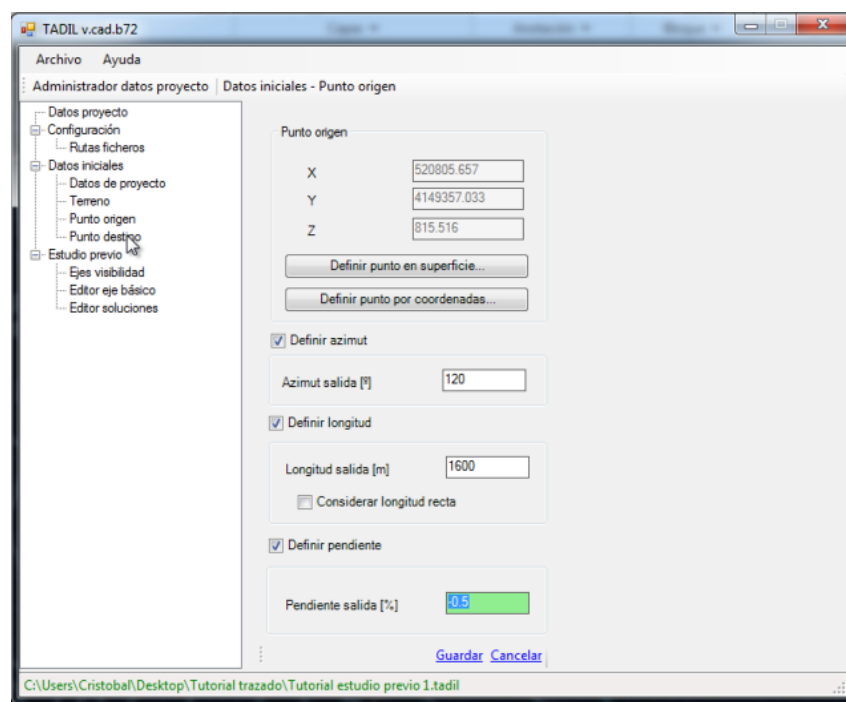 TADIL v.cad.b72
Archivo Ayuda
Administrador datos proyecto Datos iniciales - Punto origen
Datos proyecto
Configuración
Rutas ficheros
Datos iniciales
Datos de proyecto
Terreno
Punto origen
Punto destino
Estudio previo
Ejes visibilidad
Editor eje básico
Editor soluciones
Punto origen
X 520805.657
Y 4149357.033
Z 815.516
Definir punto en superficie...
Definir punto por coordenadas...
Definir azimut
Azimut salida [º] 120
Definir longitud
Longitud salida [m] 1600
Considerar longitud recta
Definir pendiente
Pendiente salida [%] -0.5
Guardar Cancelar
C:\Users\Cristobal\Desktop\Tutorial trazado\Tutorial estudio previo 1.tadil